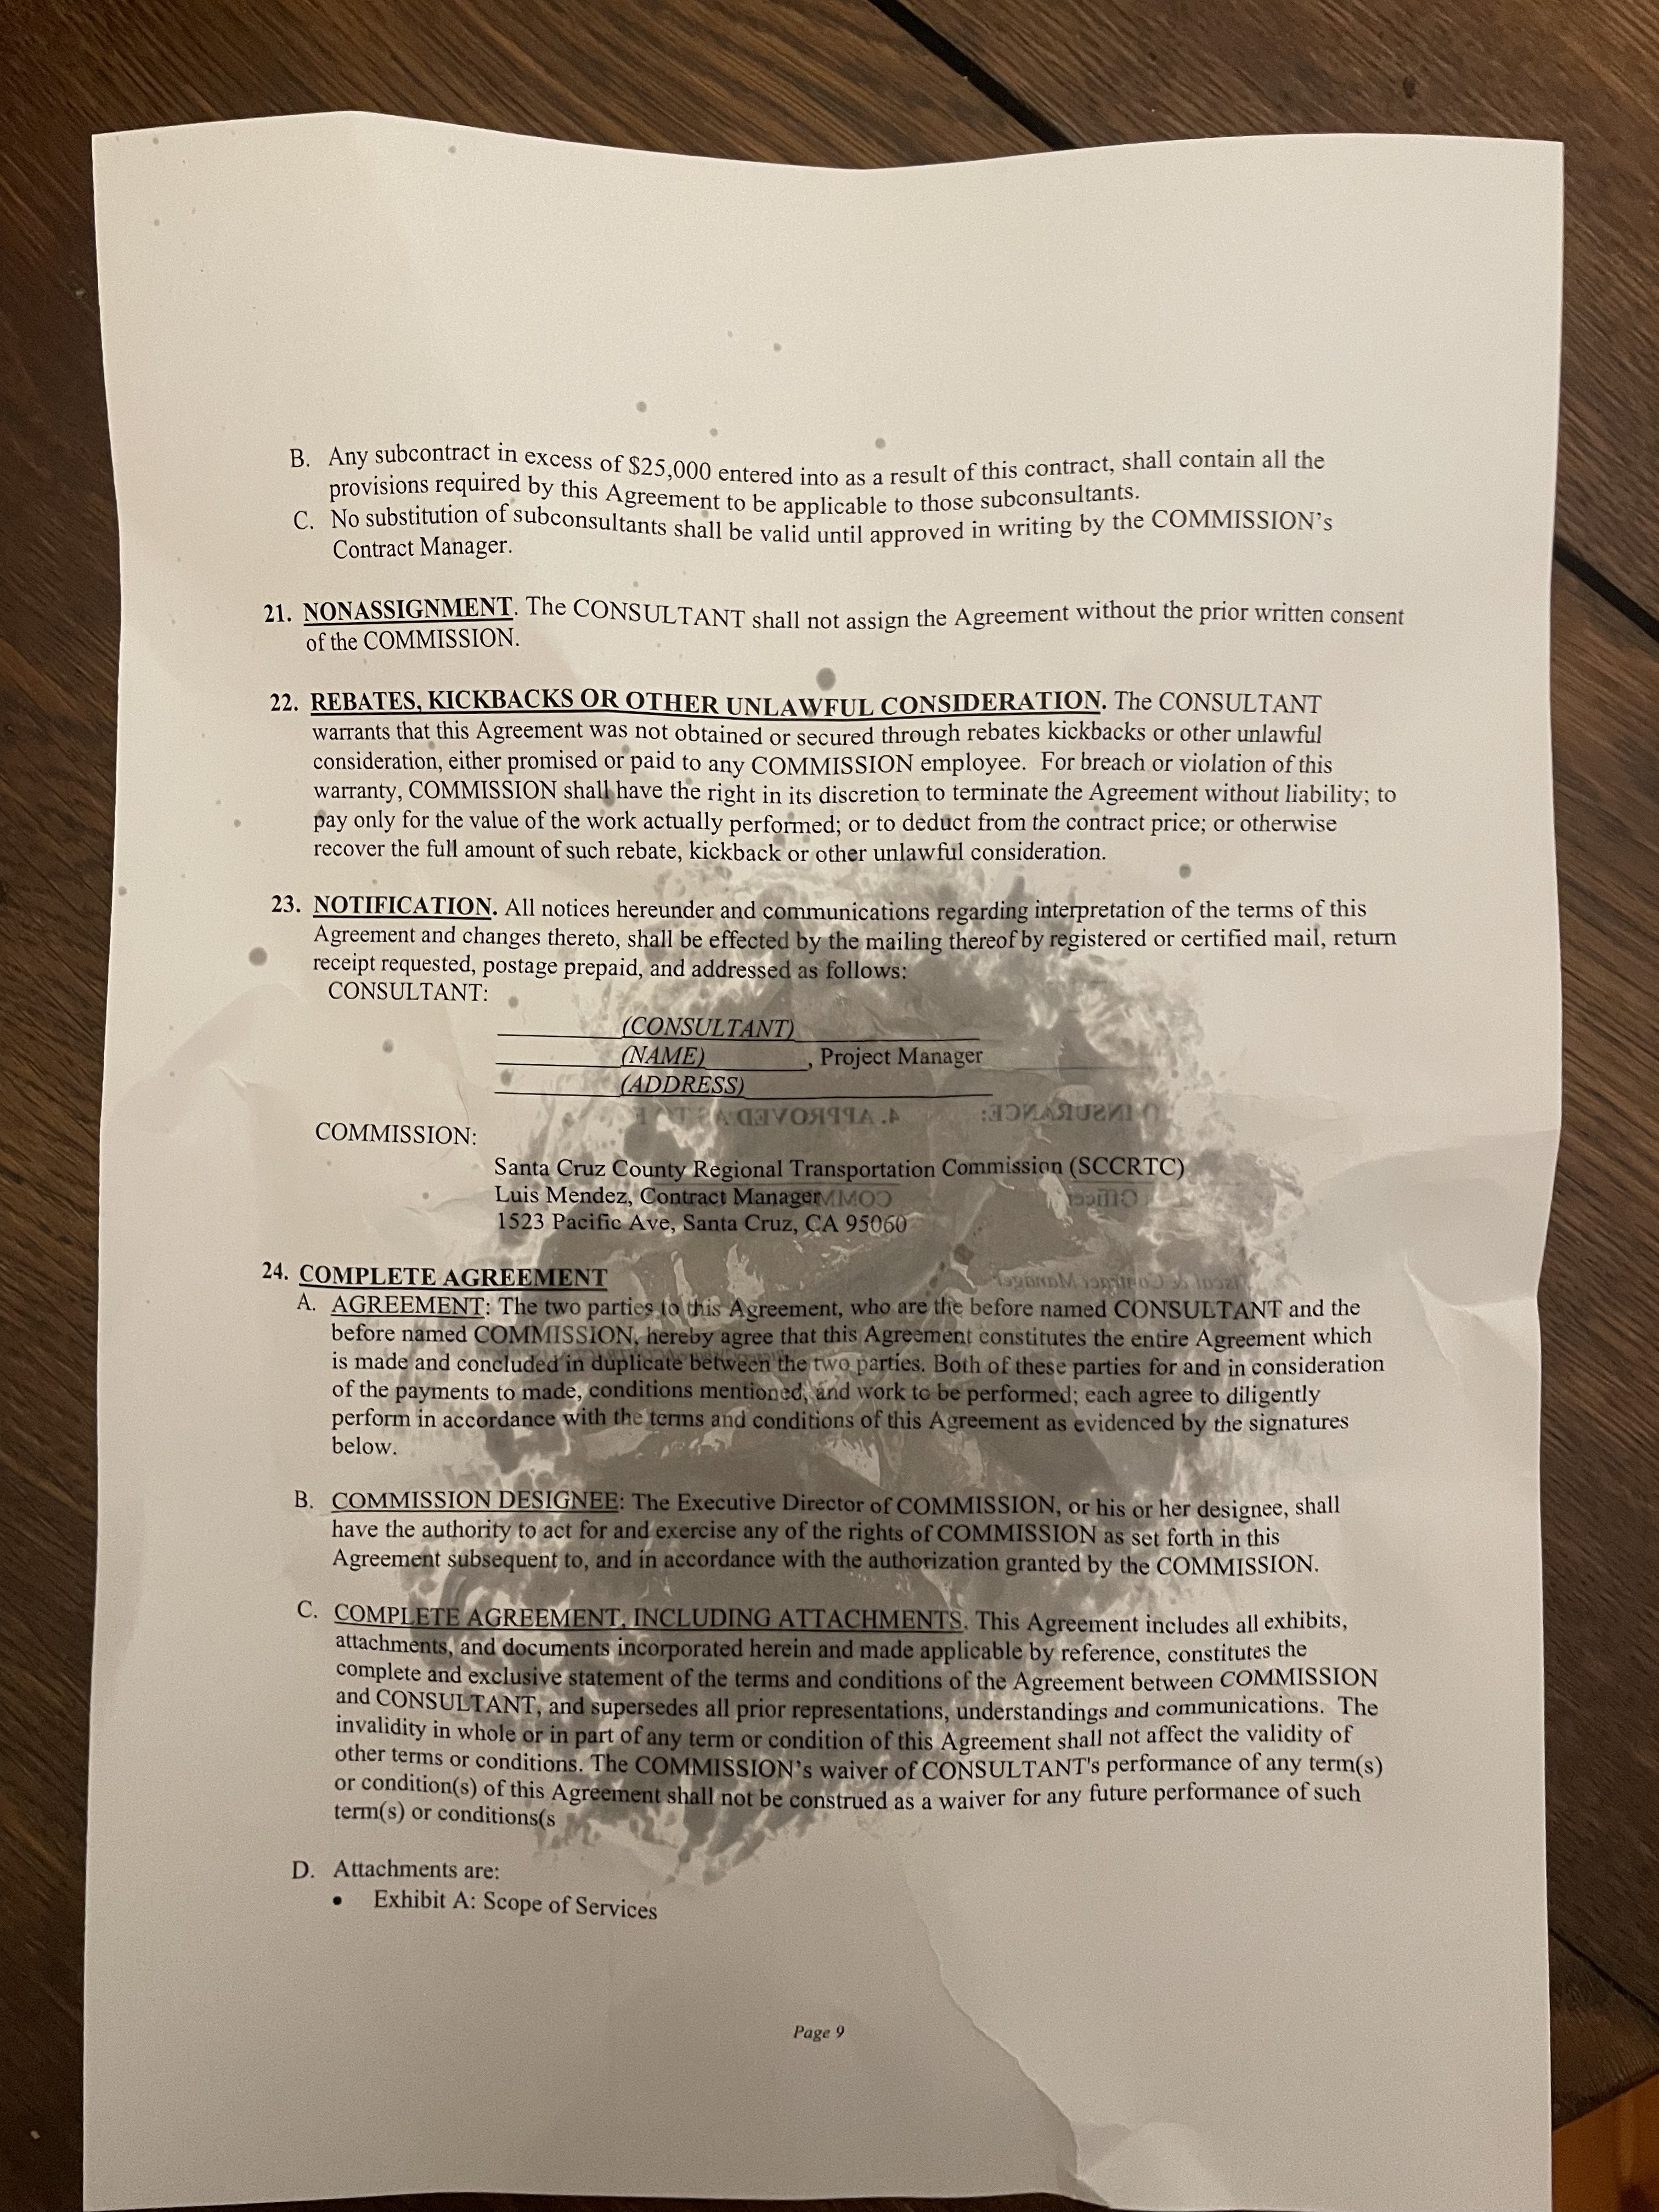 B. Any subcontract in excess of $25,000 entered into as a result of this contract, shall contain all the
provisions required by this Agreement to be applicable to those subconsultants.
C. No substitution of subconsultants shall be valid until approved in writing by the COMMISSION's
Contract Manager.
21. NONASSIGNMENT. The CONSULTANT shall not assign the Agreement without the prior written consent
of the COMMISSION.
22. REBATES, KICKBACKS OR OTHER UNLAWFUL CONSIDERATION. The CONSULTANT
warrants that this Agreement was not obtained or secured through rebates kickbacks or other unlawful
consideration, either promised or paid to any COMMISSION employee. For breach or violation of this
warranty, COMMISSION shall have the right in its discretion to terminate the Agreement without liability; to
pay only for the value of the work actually performed; or to deduct from the contract price; or otherwise
recover the full amount of such rebate, kickback or other unlawful consideration.
23. NOTIFICATION. All notices hereunder and communications regarding interpretation of the terms of this
Agreement and changes thereto, shall be effected by the mailing thereof by registered or certified mail, return
receipt requested, postage prepaid, and addressed as follows:
CONSULTANT:
(CONSULTANT)
(NAME), Project Manager
(ADDRESS)
4. APPROVED AS TO F INSURANCE:
COMMISSION:
Santa Cruz County Regional Transportation Commission (SCCRTC)
Luis Mendez, Contract Manager COMM Officer
1523 Pacific Ave, Santa Cruz, CA 95060
Fiscal & Contracts Manager
24. COMPLETE AGREEMENT
A. AGREEMENT: The two parties to this Agreement, who are the before named CONSULTANT and the
before named COMMISSION, hereby agree that this Agreement constitutes the entire Agreement which
is made and concluded in duplicate between the two parties. Both of these parties for and in consideration
of the payments to made, conditions mentioned, and work to be performed; each agree to diligently
perform in accordance with the terms and conditions of this Agreement as evidenced by the signatures
below.
B. COMMISSION DESIGNEE: The Executive Director of COMMISSION, or his or her designee, shall
have the authority to act for and exercise any of the rights of COMMISSION as set forth in this
Agreement subsequent to, and in accordance with the authorization granted by the COMMISSION.
C. COMPLETE AGREEMENT, INCLUDING ATTACHMENTS. This Agreement includes all exhibits,
attachments, and documents incorporated herein and made applicable by reference, constitutes the
complete and exclusive statement of the terms and conditions of the Agreement between COMMISSION
and CONSULTANT, and supersedes all prior representations, understandings and communications. The
invalidity in whole or in part of any term or condition of this Agreement shall not affect the validity of
other terms or conditions. The COMMISSION's waiver of CONSULTANT's performance of any term(s)
or condition(s) of this Agreement shall not be construed as a waiver for any future performance of such
term(s) or conditions(s
D. Attachments are:
• Exhibit A: Scope of Services
Page 9